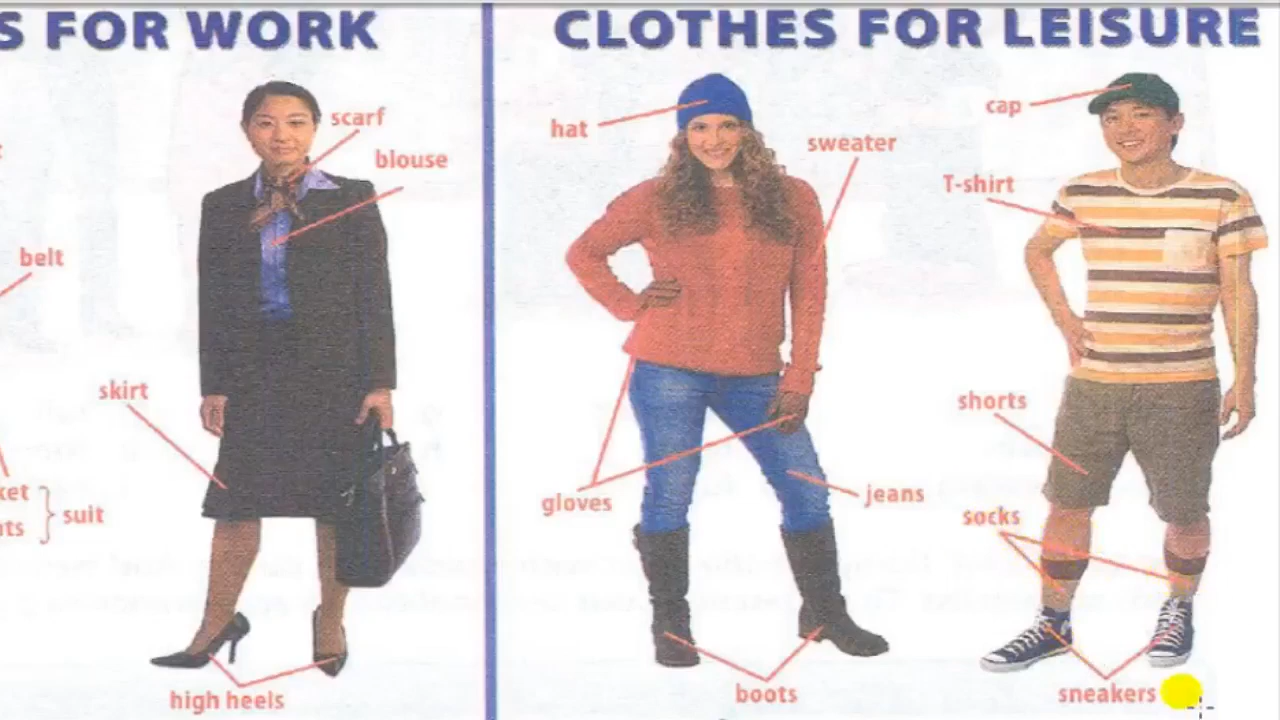 S FOR WORK
scarf
blouse
belt
skirt
ket
nts
suit
high heels
CLOTHES FOR LEISURE
hat
sweater
cap
T-shirt
shorts
gloves
jeans
socks
boots
sneakers